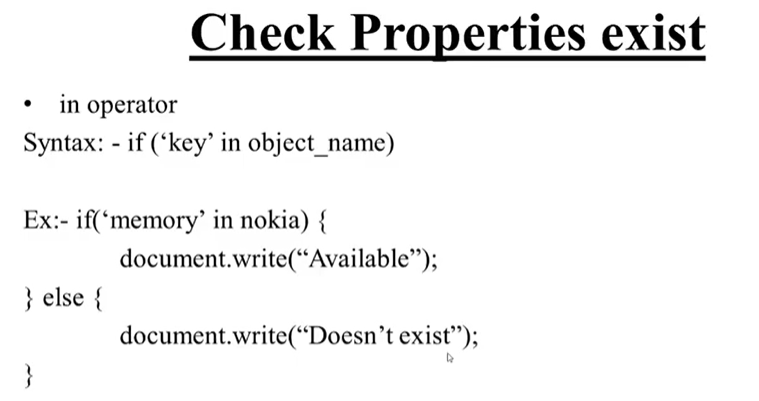 Check Properties exist
• in operator
Syntax: - if (‘key’ in object_name)
Ex:- if(‘memory’ in nokia) {
document.write(“Available”);
} else {
document.write(“Doesn’t exist”);
}